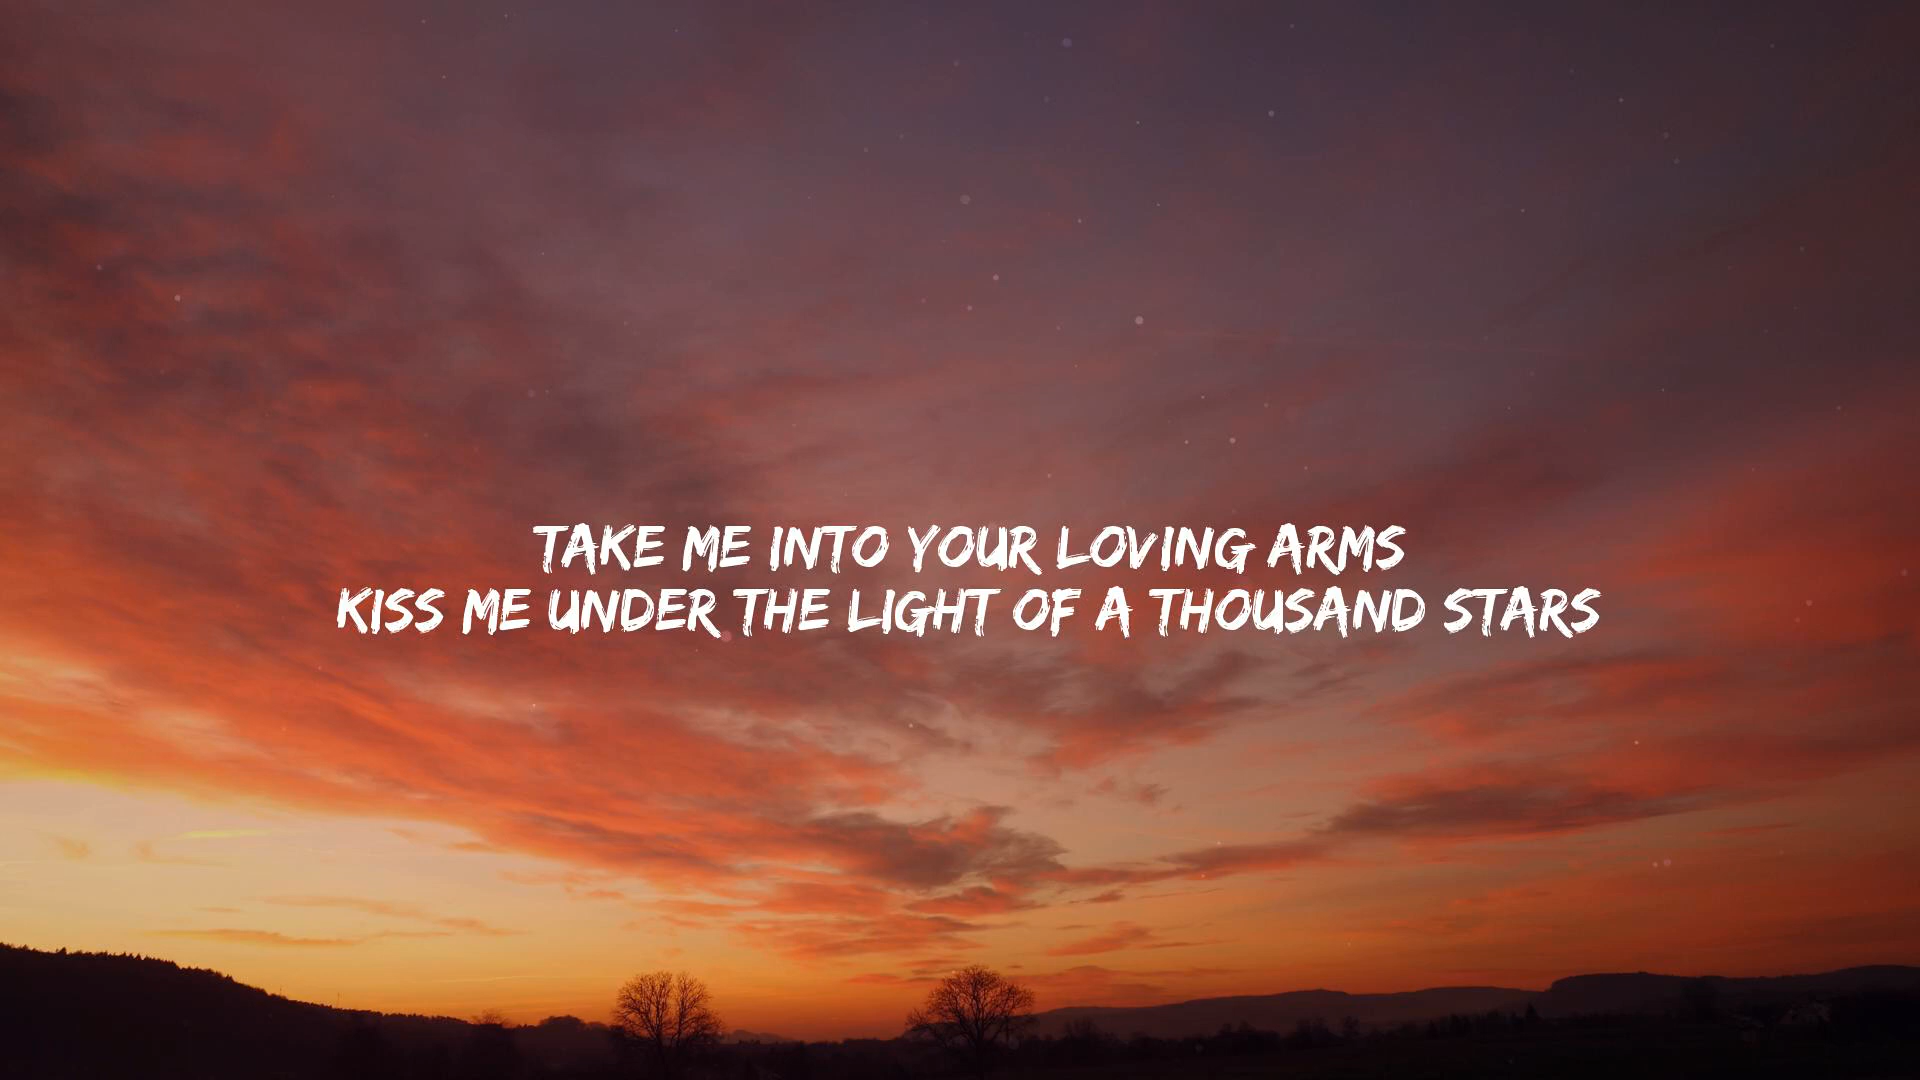 TAKE ME INTO YOUR LOVING ARMS
KISS ME UNDER THE LIGHT OF A THOUSAND STARS